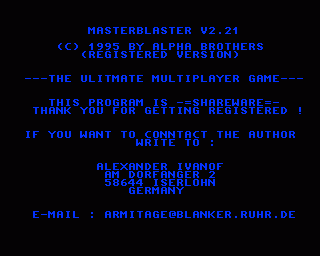 MASTERBLASTER V2.21
(C) 1995 BY ALPHA BROTHERS
(REGISTERED VERSION)
---THE ULITMATE MULTIPLAYER GAME---
THIS PROGRAM IS -=SHAREWARE=-
THANK YOU FOR GETTING REGISTERED !
IF YOU WANT TO CONNTACT THE AUTHOR
WRITE TO :
ALEXANDER IVANOF
AM DORFANGER 2
58644 ISERLOHN
GERMANY
E-MAIL : ARMITAGE@BLANKER.RUHR.DE